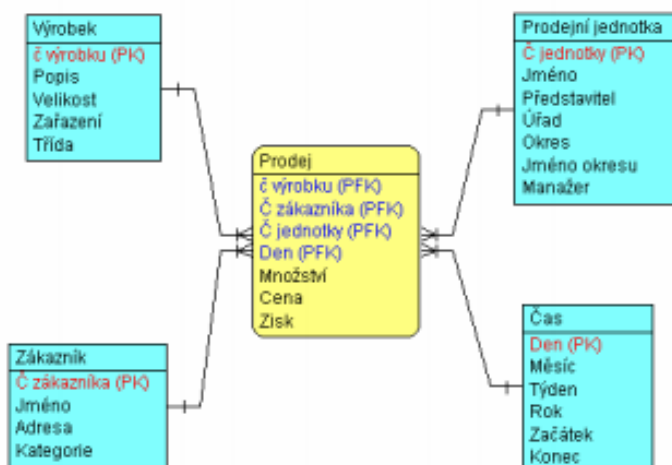 Výrobek
č výrobku (PK)
Popis
Velikost
Zařazení
Třída
Prodejní jednotka
Č jednotky (PK)
Jméno
Představitel
Úřad
Okres
Jméno okresu
Manažer
Prodej
č výrobku (PFK)
Č zákazníka (PFK)
Č jednotky (PFK)
Den (PFK)
Množství
Cena
Zisk
Zákazník
Č zákazníka (PK)
Jméno
Adresa
Kategorie
Čas
Den (PK)
Měsíc
Týden
Rok
Začátek
Konec